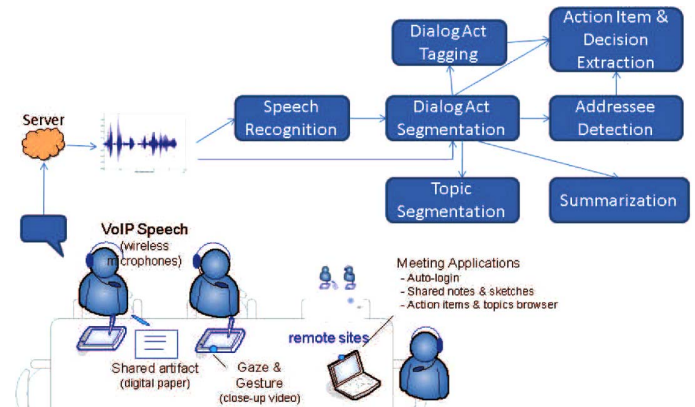 Dialog Act
Tagging
Action Item &
Decision
Extraction
Server
Speech
Recognition
Dialog Act
Segmentation
Addressee
Detection
Topic
Segmentation
Summarization
VoIP Speech
(wireless
microphones)
Meeting Applications
- Auto-login
- Shared notes & sketches
- Action items & topics browser
remote sites
Shared artifact
(digital paper)
Gaze &
Gesture
(close-up video)